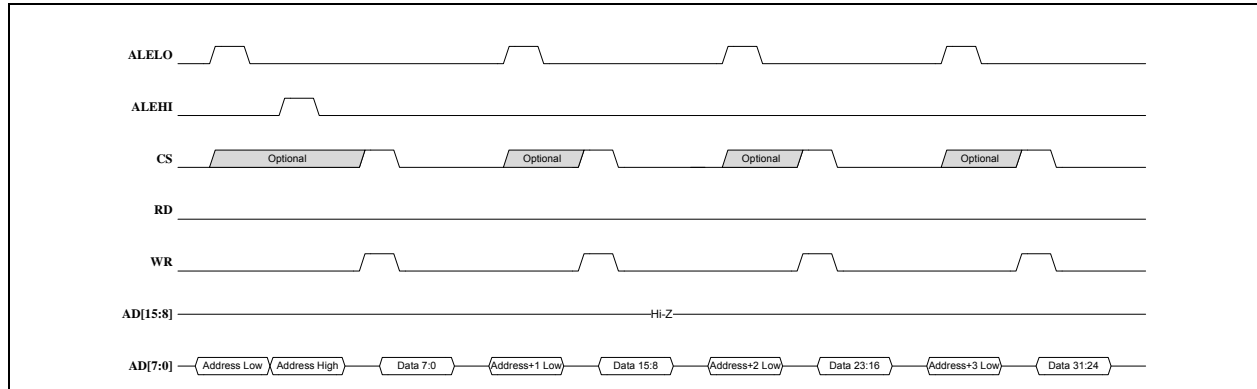 ALELO
ALEHI
CS Optional Optional Optional Optional
RD
WR
AD[15:8] Hi-Z
AD[7:0] Address Low Address High Data 7:0 Address+1 Low Data 15:8 Address+2 Low Data 23:16 Address+3 Low Data 31:24